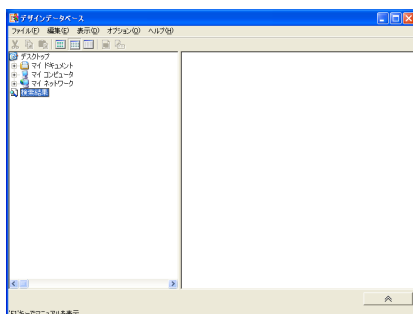 デザインデータベース
ファイル(F) 編集(E) 表示(D) オプション(O) ヘルプ(H)
デスクトップ
マイ ドキュメント
マイ コンピュータ
マイ ネットワーク
検索結果
'F1'キーでマニュアルを表示